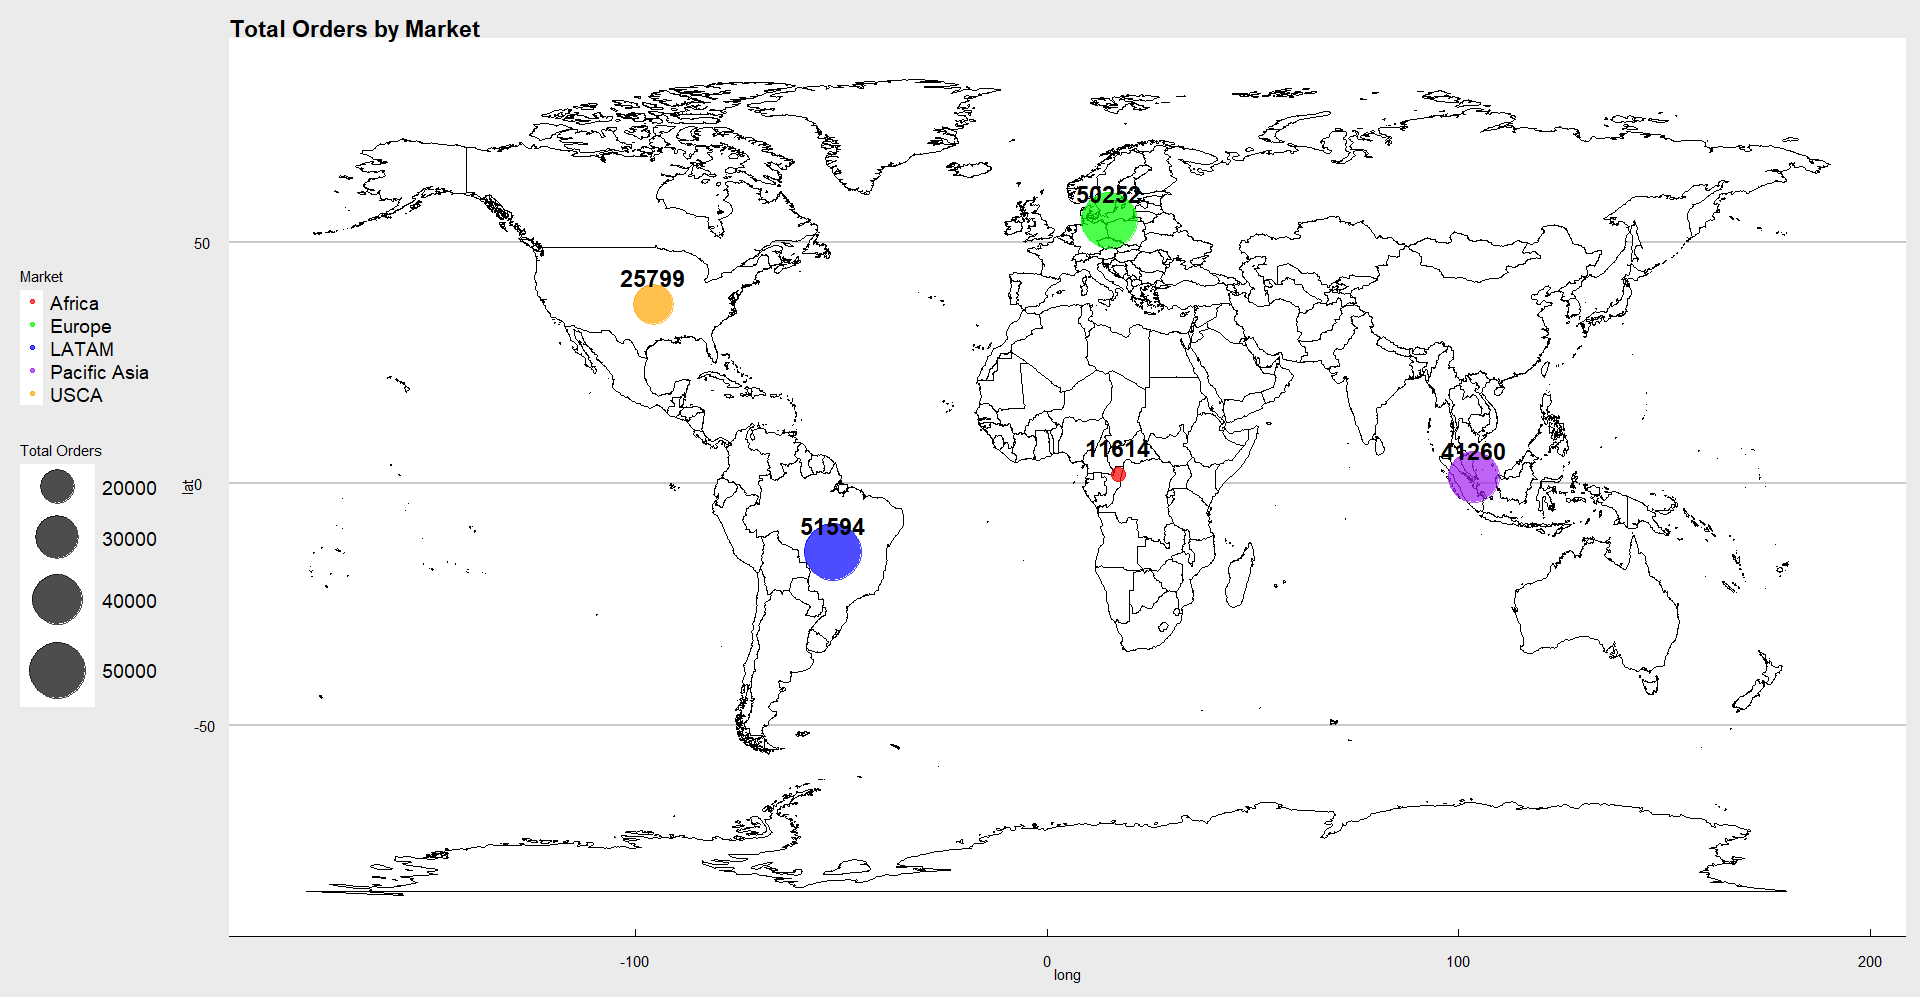 Total Orders by Market
Market
Africa
Europe
LATAM
Pacific Asia
USCA
Total Orders
20000
30000
40000
50000
lat
50
0
-50
50252
25799
11614
41260
51594
-100
0
100
200
long